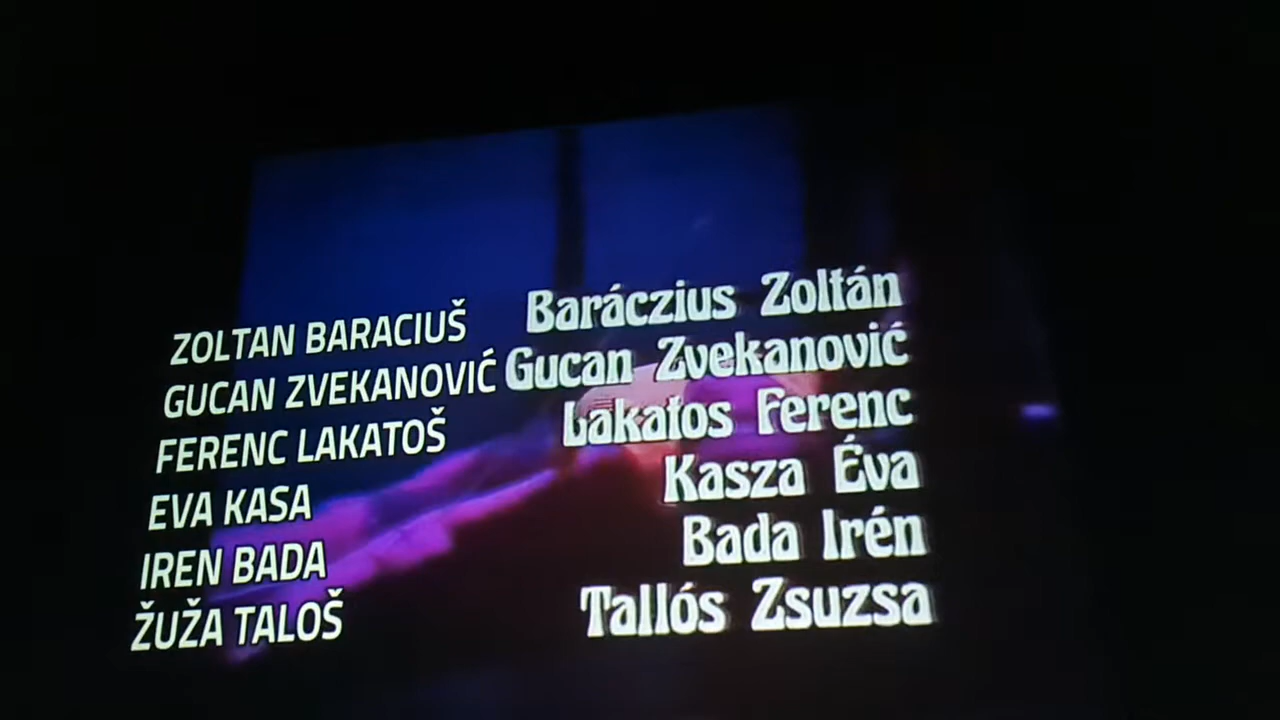 ZOLTAN BARACIUŠ Baráczius Zoltán
GUCAN ZVEKANOVIĆ Gucan Zvekanović
FERENC LAKATOŠ Lakatos Ferenc
EVA KASA Kasza Éva
IREN BADA Bada Irén
ŽUŽA TALOŠ Tallós Zsuzsa